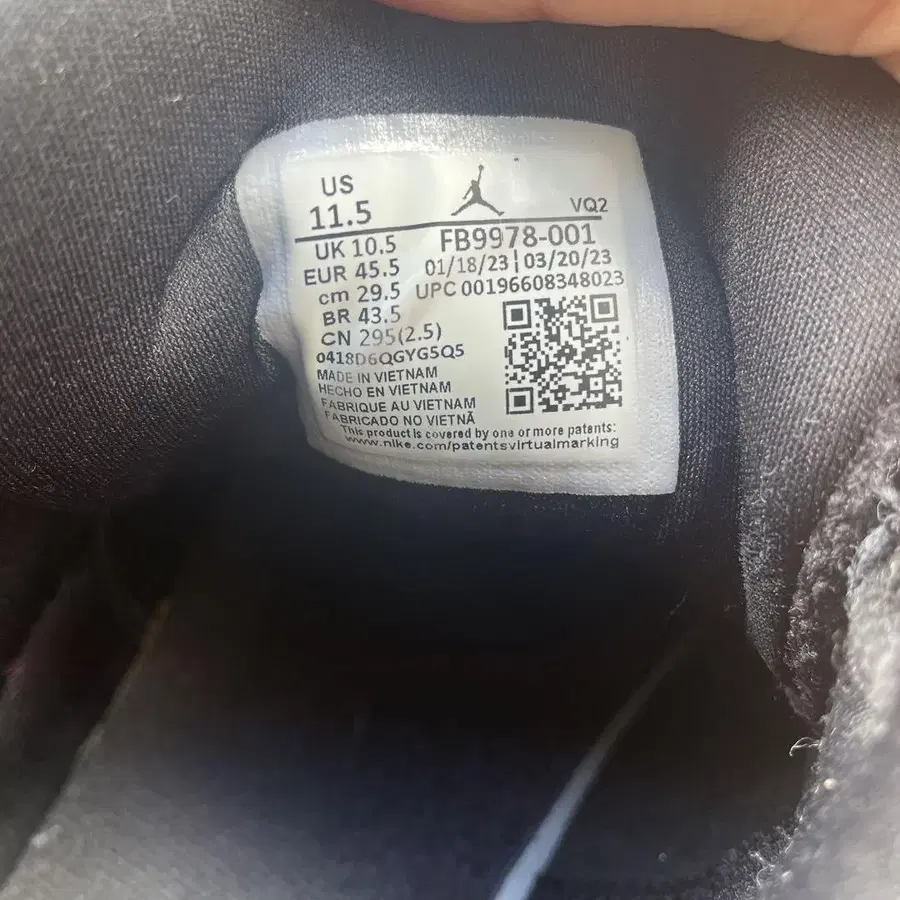 US
11.5
VQ2
UK 10.5
FB9978-001
EUR 45.5
01/18/23 | 03/20/23
cm 29.5
UPC 00196608348023
BR 43.5
CN 295(2.5)
0418D6QGYG5Q5
MADE IN VIETNAM
HECHO EN VIETNAM
FABRIQUE AU VIETNAM
FABRICADO NO VIETNÃ
This product is covered by one or more patents:
www.nike.com/patentsvirtualmarking